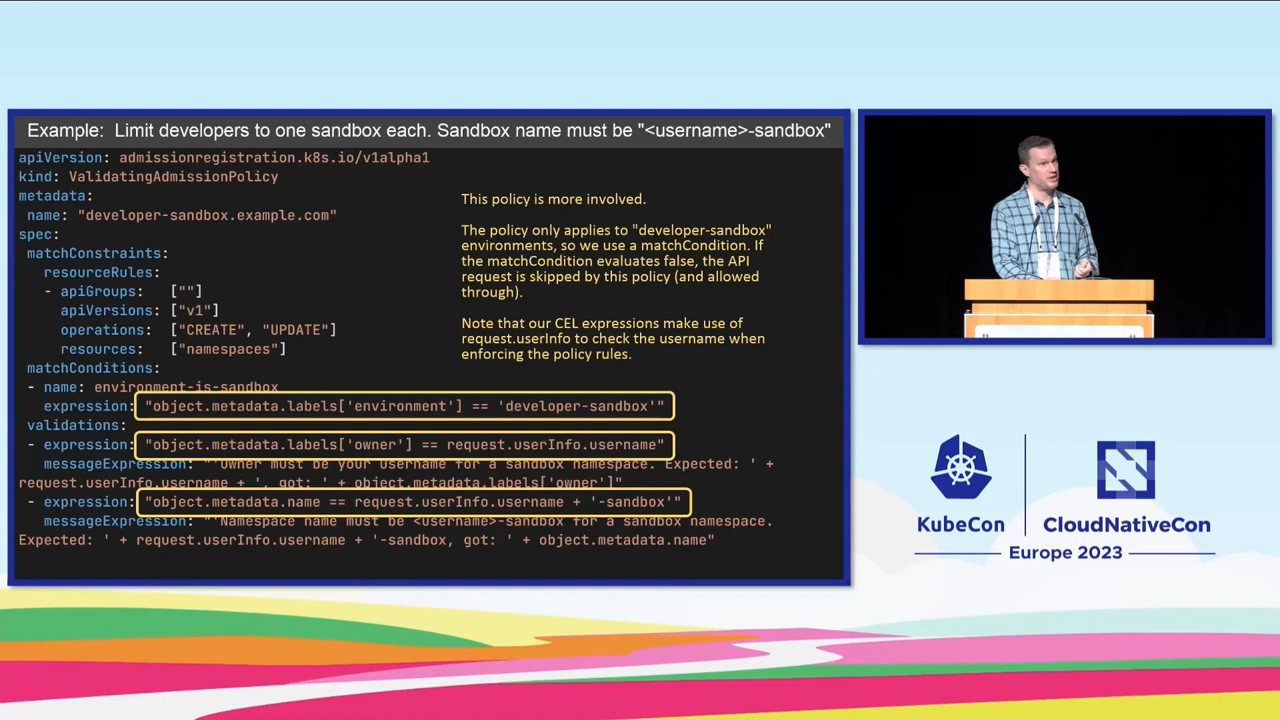 Example:  Limit developers to one sandbox each. Sandbox name must be "<username>-sandbox"
apiVersion: admissionregistration.k8s.io/v1alpha1
kind: ValidatingAdmissionPolicy
metadata:
 name: "developer-sandbox.example.com"
spec:
 matchConstraints:
   resourceRules:
   - apiGroups:   [""]
     apiVersions: ["v1"]
     operations:  ["CREATE", "UPDATE"]
     resources:   ["namespaces"]
 matchConditions:
 - name: environment-is-sandbox
   expression: "object.metadata.labels['environment'] == 'developer-sandbox'"
 validations:
 - expression: "object.metadata.labels['owner'] == request.userInfo.username"
   messageExpression: "'Owner must be your username for a sandbox namespace. Expected: ' +
request.userInfo.username + ', got: ' + object.metadata.labels['owner']"
 - expression: "object.metadata.name == request.userInfo.username + '-sandbox'"
   messageExpression: "'Namespace name must be <username>-sandbox for a sandbox namespace.
Expected: ' + request.userInfo.username + '-sandbox, got: ' + object.metadata.name"
This policy is more involved.
The policy only applies to "developer-sandbox"
environments, so we use a matchCondition. If
the matchCondition evaluates false, the API
request is skipped by this policy (and allowed
through).
Note that our CEL expressions make use of
request.userInfo to check the username when
enforcing the policy rules.
KubeCon
CloudNativeCon
Europe 2023